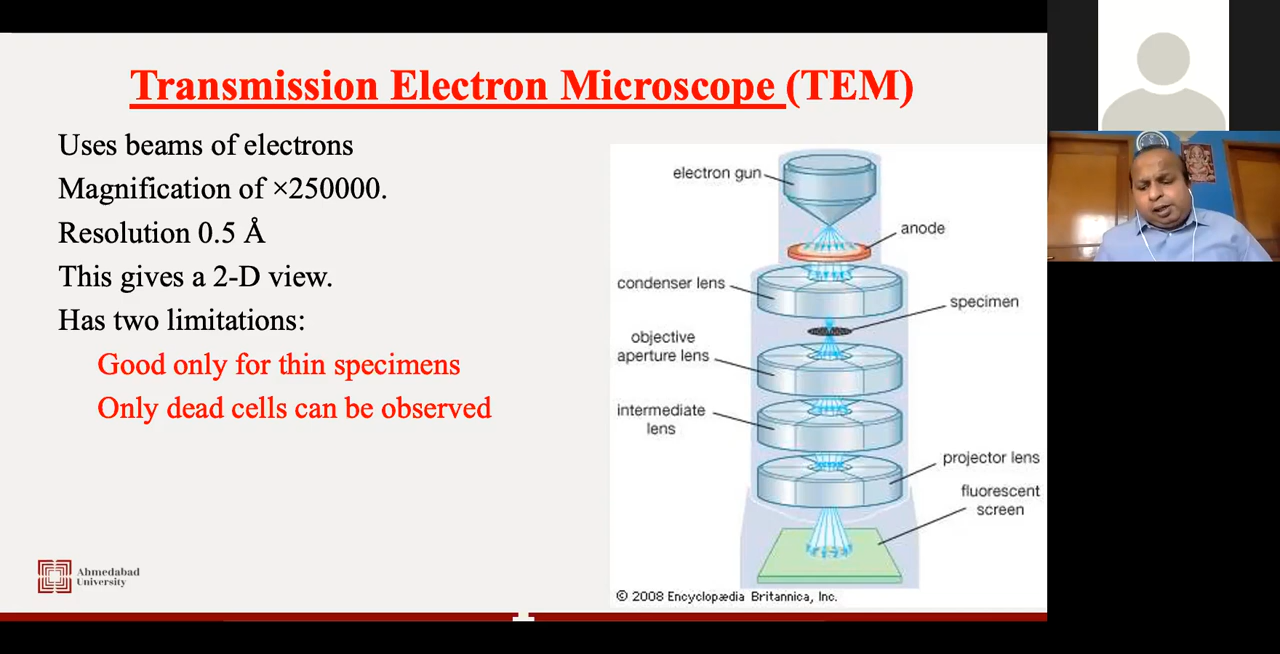 Transmission Electron Microscope (TEM)
Uses beams of electrons
Magnification of ×250000.
Resolution 0.5 Å
This gives a 2-D view.
Has two limitations:
Good only for thin specimens
Only dead cells can be observed
electron gun
anode
condenser lens
specimen
objective
aperture lens
intermediate
lens
projector lens
fluorescent
screen
© 2008 Encyclopædia Britannica, Inc.
Ahmedabad
University